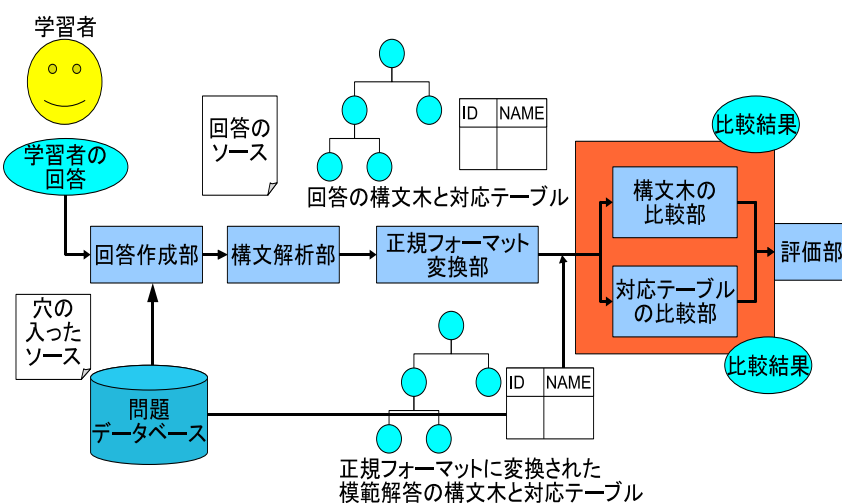 学習者
学習者の
回答
回答の
ソース
ID NAME
回答の構文木と対応テーブル
比較結果
構文木の
比較部
回答作成部
構文解析部
正規フォーマット
変換部
評価部
対応テーブル
の比較部
穴の
入った
ソース
比較結果
ID NAME
問題
データベース
正規フォーマットに変換された
模範解答の構文木と対応テーブル